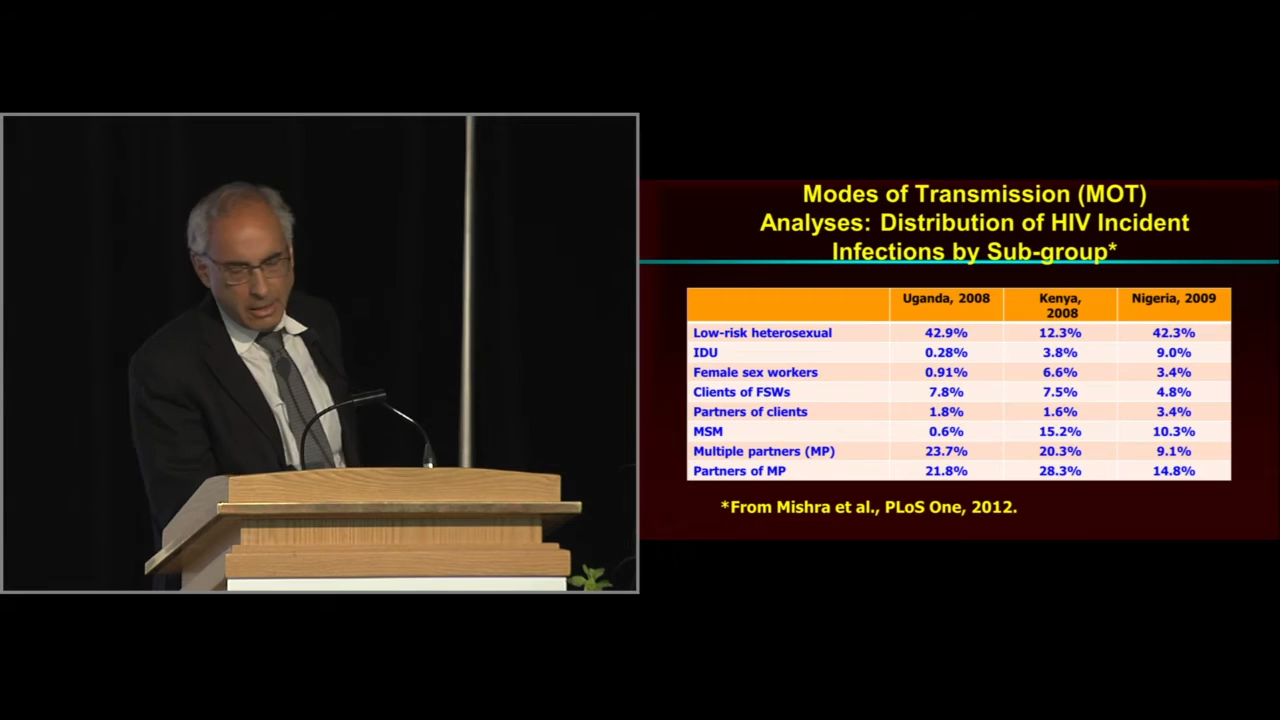 Modes of Transmission (MOT)
Analyses: Distribution of HIV Incident
Infections by Sub-group*
Uganda, 2008 Kenya, 2008 Nigeria, 2009
Low-risk heterosexual 42.9% 12.3% 42.3%
IDU 0.28% 3.8% 9.0%
Female sex workers 0.91% 6.6% 3.4%
Clients of FSWs 7.8% 7.5% 4.8%
Partners of clients 1.8% 1.6% 3.4%
MSM 0.6% 15.2% 10.3%
Multiple partners (MP) 23.7% 20.3% 9.1%
Partners of MP 21.8% 28.3% 14.8%
*From Mishra et al., PLoS One, 2012.